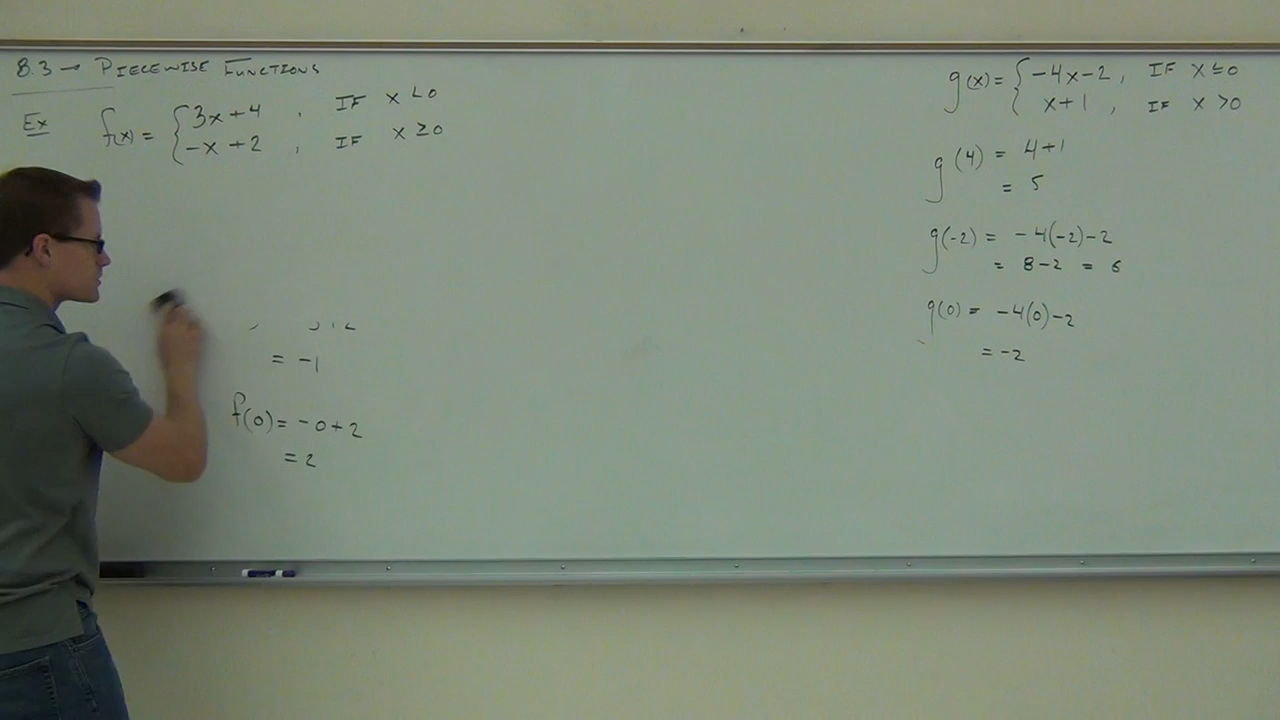 8.3 → PIECEWISE FUNCTIONS
Ex f(x) = { 3x+4 , IF x<0
-x+2 , IF x≥0
= -1
f(0) = -0+2
= 2
g(x) = { -4x-2 , IF x≤0
x+1 , IF x>0
g(4) = 4+1
= 5
g(-2) = -4(-2)-2
= 8-2 = 6
g(0) = -4(0)-2
= -2